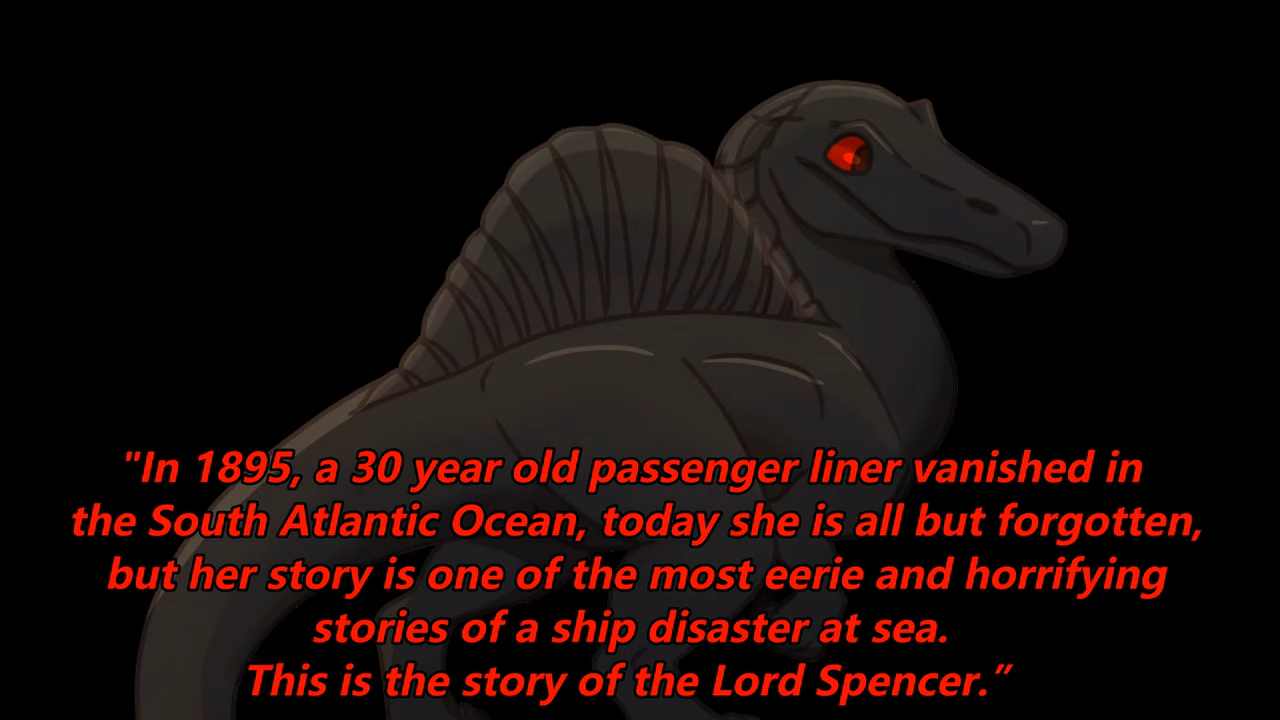 "In 1895, a 30 year old passenger liner vanished in
the South Atlantic Ocean, today she is all but forgotten,
but her story is one of the most eerie and horrifying
stories of a ship disaster at sea.
This is the story of the Lord Spencer.”